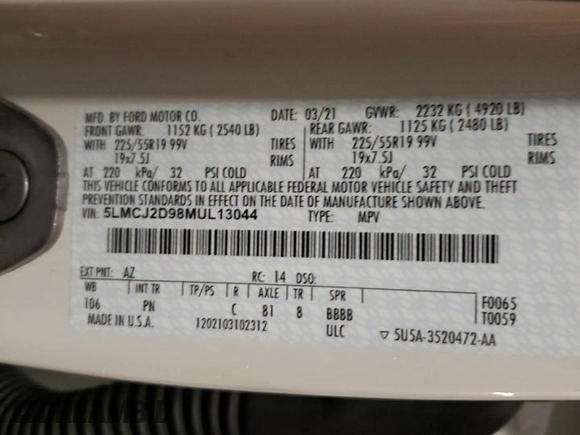 MFD. BY FORD MOTOR CO. DATE: 03/21 GVWR: 2232 KG ( 4920 LB)
FRONT GAWR: 1152 KG ( 2540 LB) REAR GAWR: 1125 KG ( 2480 LB)
WITH 225/55R19 99V TIRES WITH 225/55R19 99V TIRES
19x7.5J RIMS 19x7.5J RIMS
AT 220 kPa/ 32 PSI COLD AT 220 kPa/ 32 PSI COLD
THIS VEHICLE CONFORMS TO ALL APPLICABLE FEDERAL MOTOR VEHICLE SAFETY AND THEFT
PREVENTION STANDARDS IN EFFECT ON THE DATE OF MANUFACTURE SHOWN ABOVE.
VIN: 5LMCJ2D98MUL13044 TYPE: MPV
EXT PNT: AZ RC: 14 DSO:
WB INT TR TP/PS R AXLE TR SPR F0065
106 PN C 81 8 BBBB T0059
MADE IN U.S.A. 1202103102312 ULC ▽ 5U5A-3520472-AA